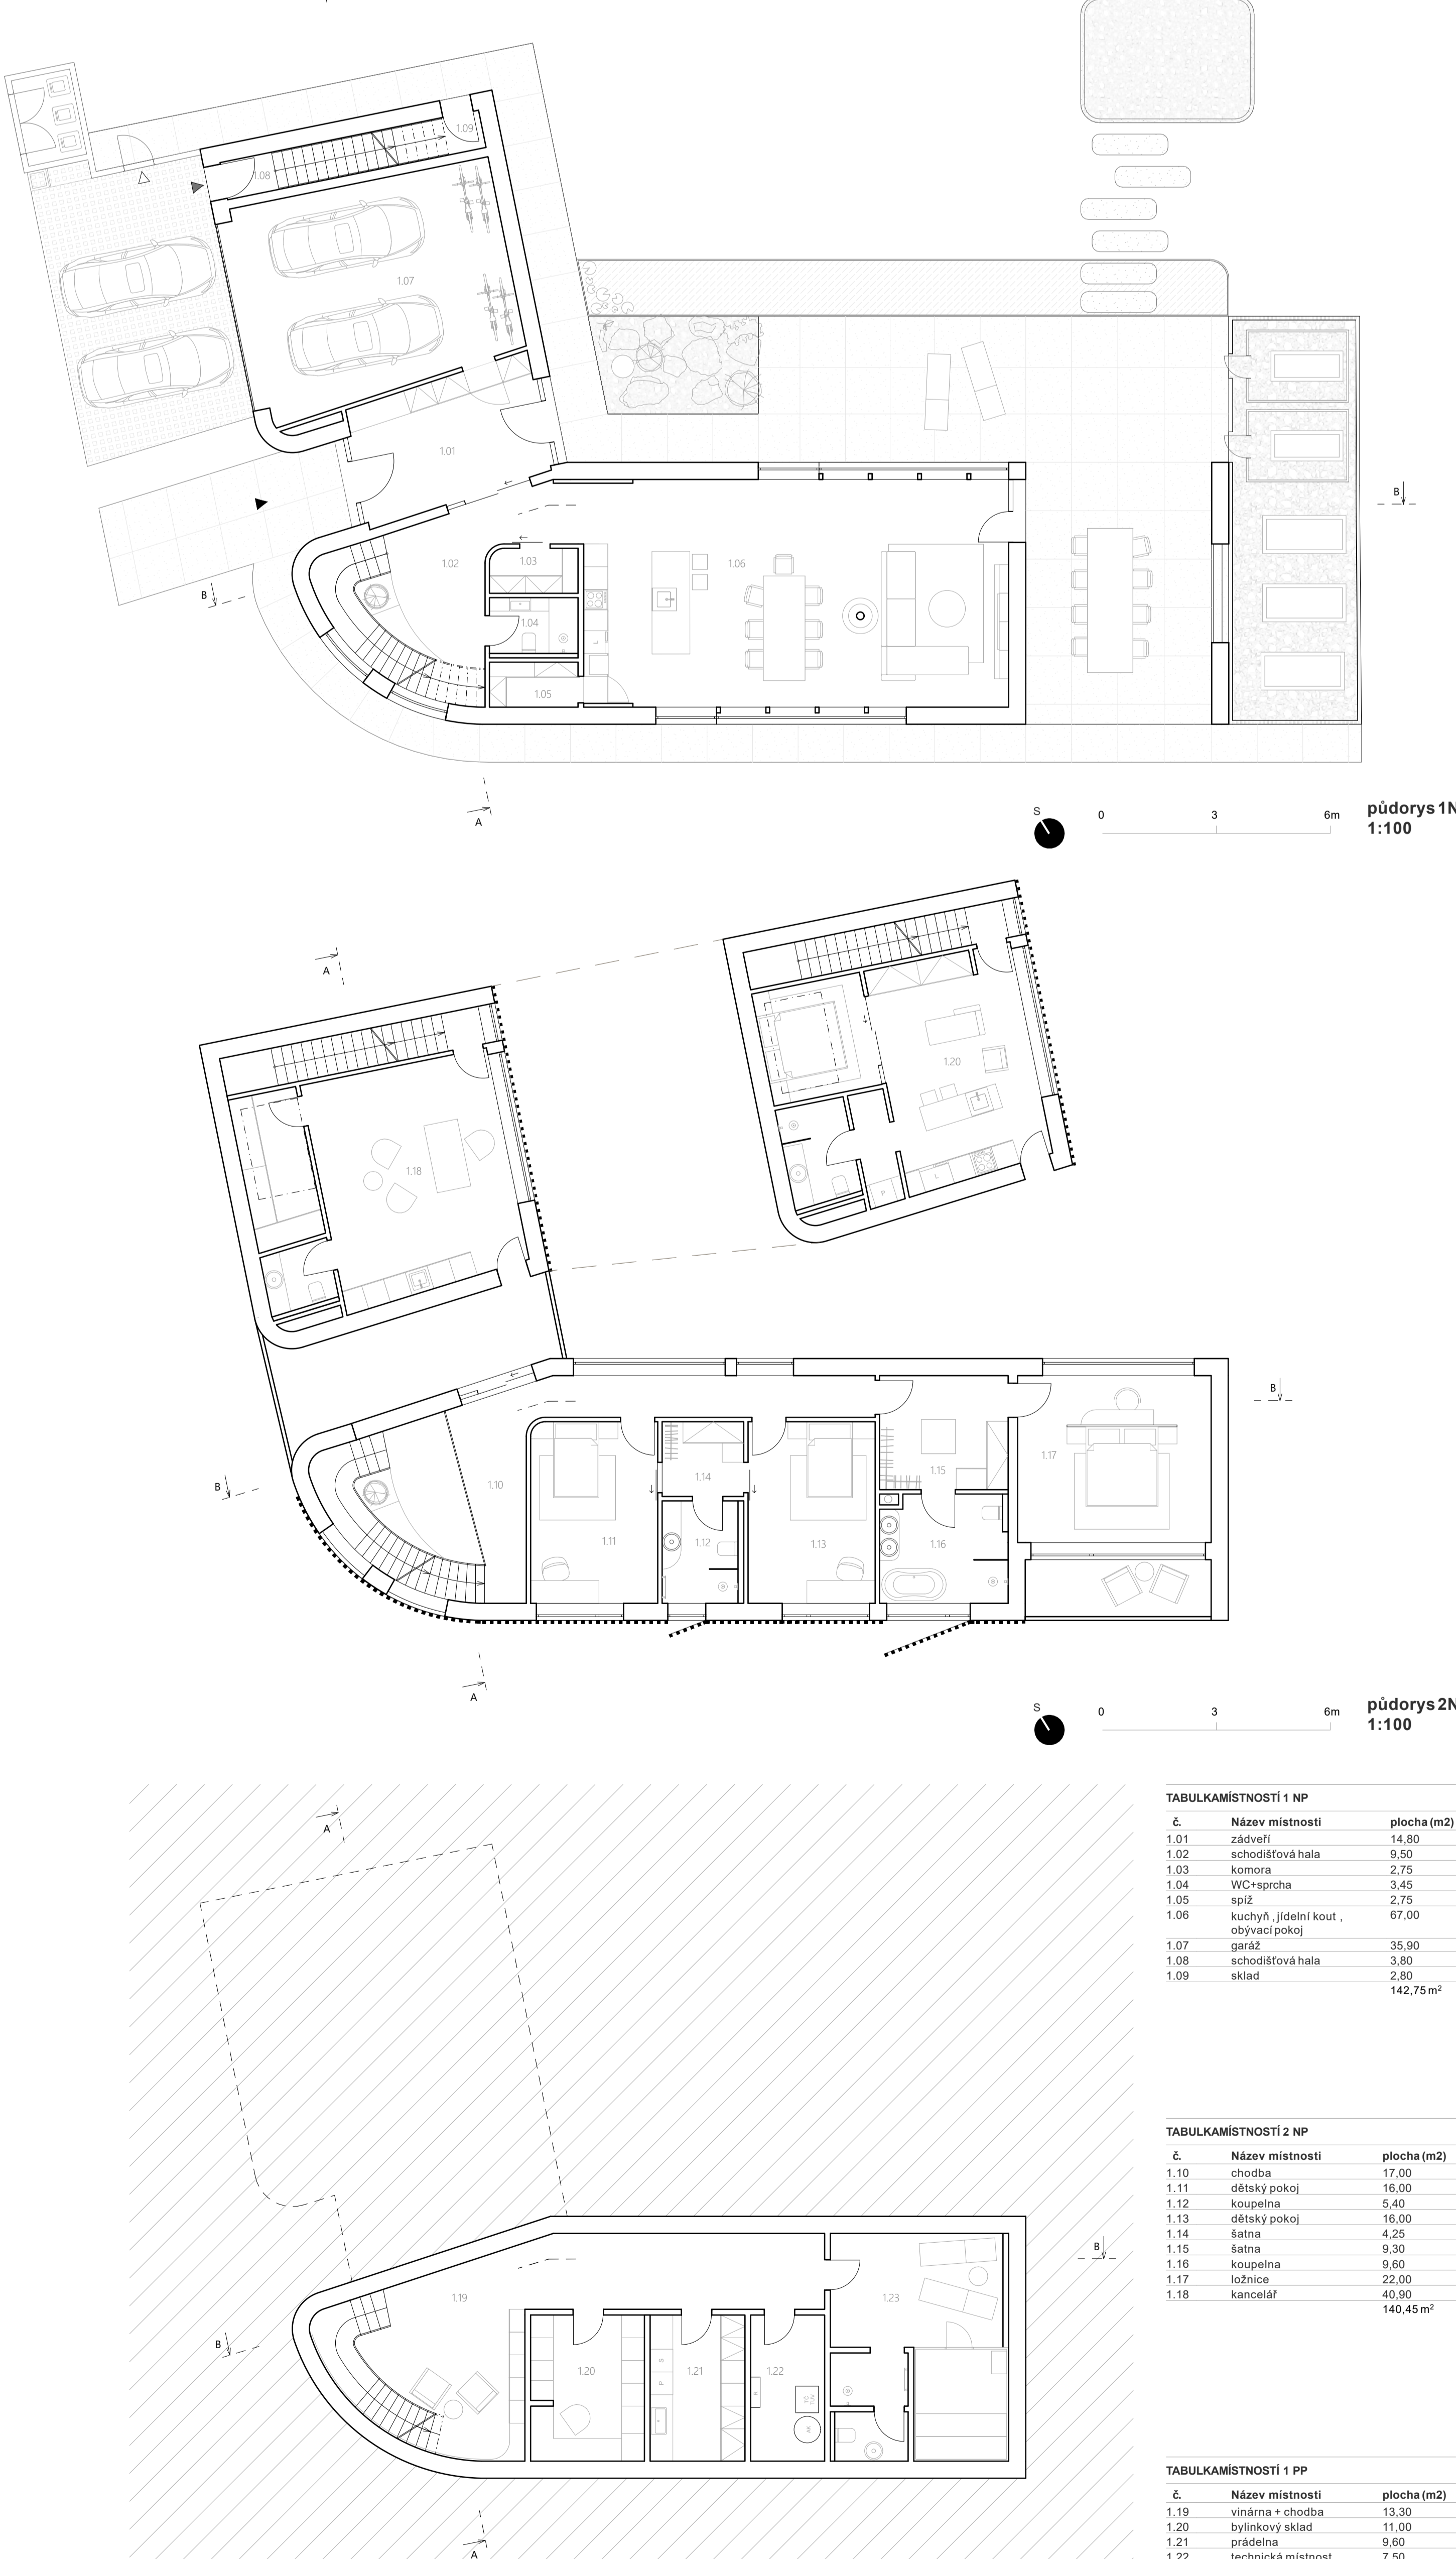 1.09
1.08
1.07
1.01
B
1.02
1.03
1.06
B
1.04
1.05
A
S
0 3 6m
půdorys 1N
1:100
A
1.20
1.18
P
L
B
1.17
1.15
1.10
1.14
B
1.11
1.12
1.13
1.16
A
S
0 3 6m
půdorys 2N
1:100
A
B
1.19
1.23
B
1.20
1.21
1.22
S
P
R
TČ
TUV
AK
A
TABULKAMÍSTNOSTÍ 1 NP
č. Název místnosti plocha (m2)
1.01 zádveří 14,80
1.02 schodišťová hala 9,50
1.03 komora 2,75
1.04 WC+sprcha 3,45
1.05 spíž 2,75
1.06 kuchyň , jídelní kout , 67,00
obývací pokoj
1.07 garáž 35,90
1.08 schodišťová hala 3,80
1.09 sklad 2,80
142,75 m²
TABULKAMÍSTNOSTÍ 2 NP
č. Název místnosti plocha (m2)
1.10 chodba 17,00
1.11 dětský pokoj 16,00
1.12 koupelna 5,40
1.13 dětský pokoj 16,00
1.14 šatna 4,25
1.15 šatna 9,30
1.16 koupelna 9,60
1.17 ložnice 22,00
1.18 kancelář 40,90
140,45 m²
TABULKAMÍSTNOSTÍ 1 PP
č. Název místnosti plocha (m2)
1.19 vinárna + chodba 13,30
1.20 bylinkový sklad 11,00
1.21 prádelna 9,60
1.22 technická místnost 7,50